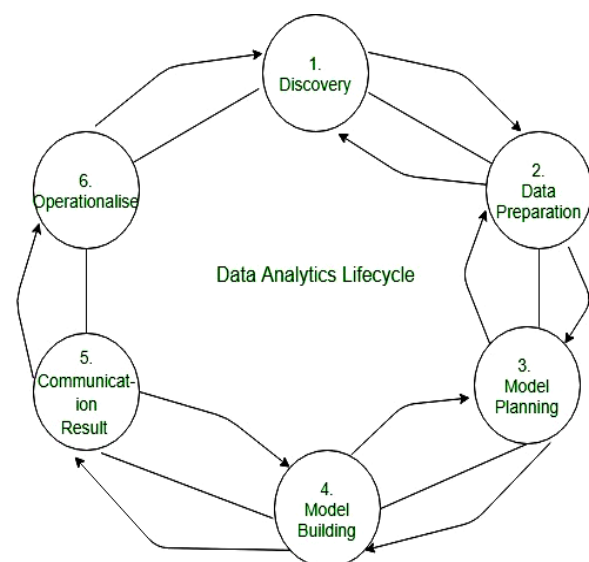 1.
Discovery
2.
Data
Preparation
3.
Model
Planning
4.
Model
Building
5.
Communicat-
ion
Result
6.
Operationalise
Data Analytics Lifecycle